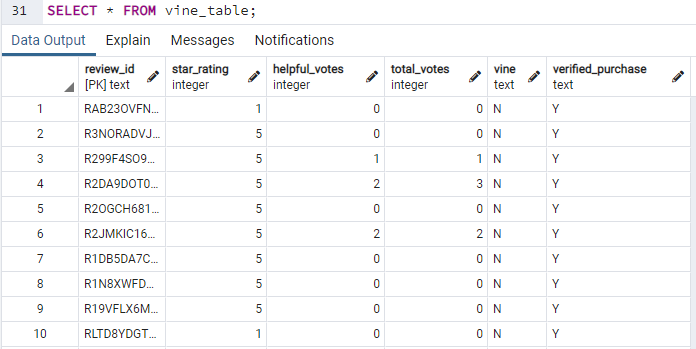 31 SELECT * FROM vine_table;
Data Output Explain Messages Notifications
review_id star_rating helpful_votes total_votes vine verified_purchase
[PK] text integer integer integer text text
1 RAB23OVFN... 1 0 0 N Y
2 R3NORADVJ... 5 0 0 N Y
3 R299F4SO9... 5 1 1 N Y
4 R2DA9DOT0... 5 2 3 N Y
5 R2OGCH681... 5 0 0 N Y
6 R2JMKIC16... 5 2 2 N Y
7 R1DB5DA7C... 5 0 0 N Y
8 R1N8XWFD... 5 0 0 N Y
9 R19VFLX6M... 5 0 0 N Y
10 RLTD8YDGT... 1 0 0 N Y